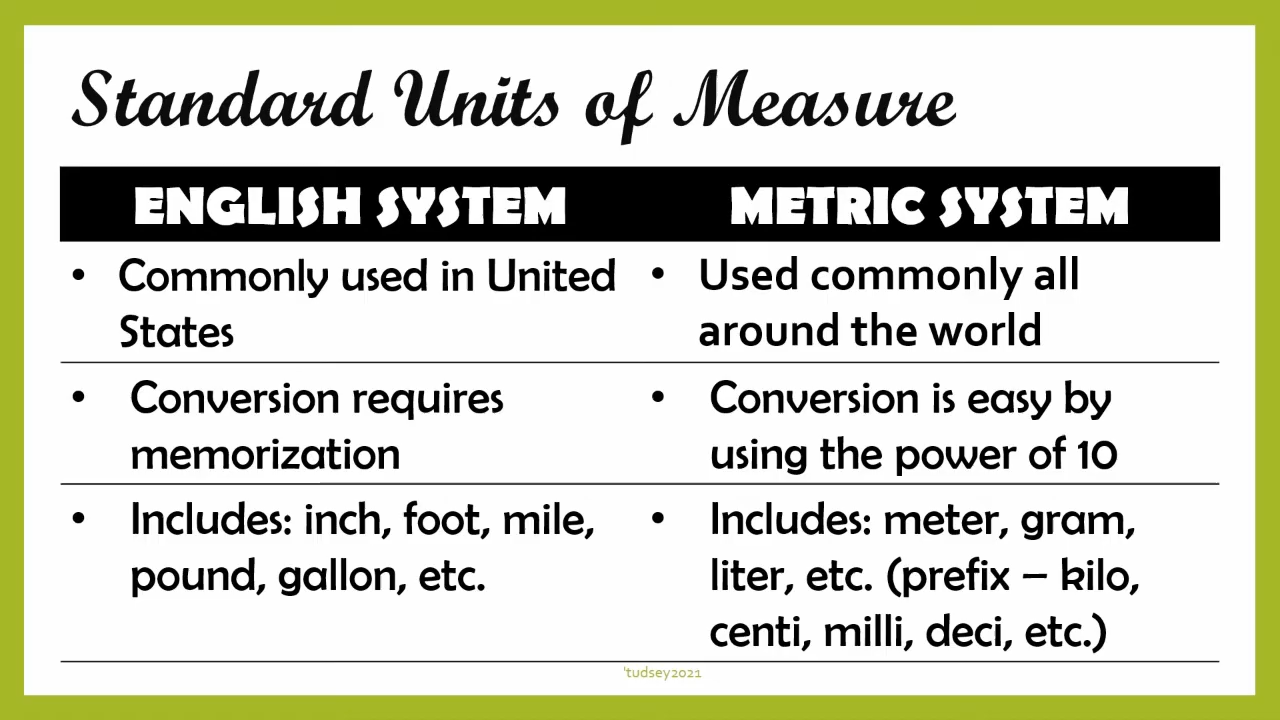 Standard Units of Measure
ENGLISH SYSTEM
METRIC SYSTEM
• Commonly used in United
States
• Used commonly all
around the world
• Conversion requires
memorization
• Conversion is easy by
using the power of 10
• Includes: inch, foot, mile,
pound, gallon, etc.
• Includes: meter, gram,
liter, etc. (prefix – kilo,
centi, milli, deci, etc.)
'tudsey2021